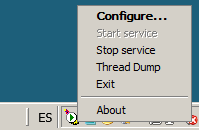 Configure...
Start service
Stop service
Thread Dump
Exit
About
ES